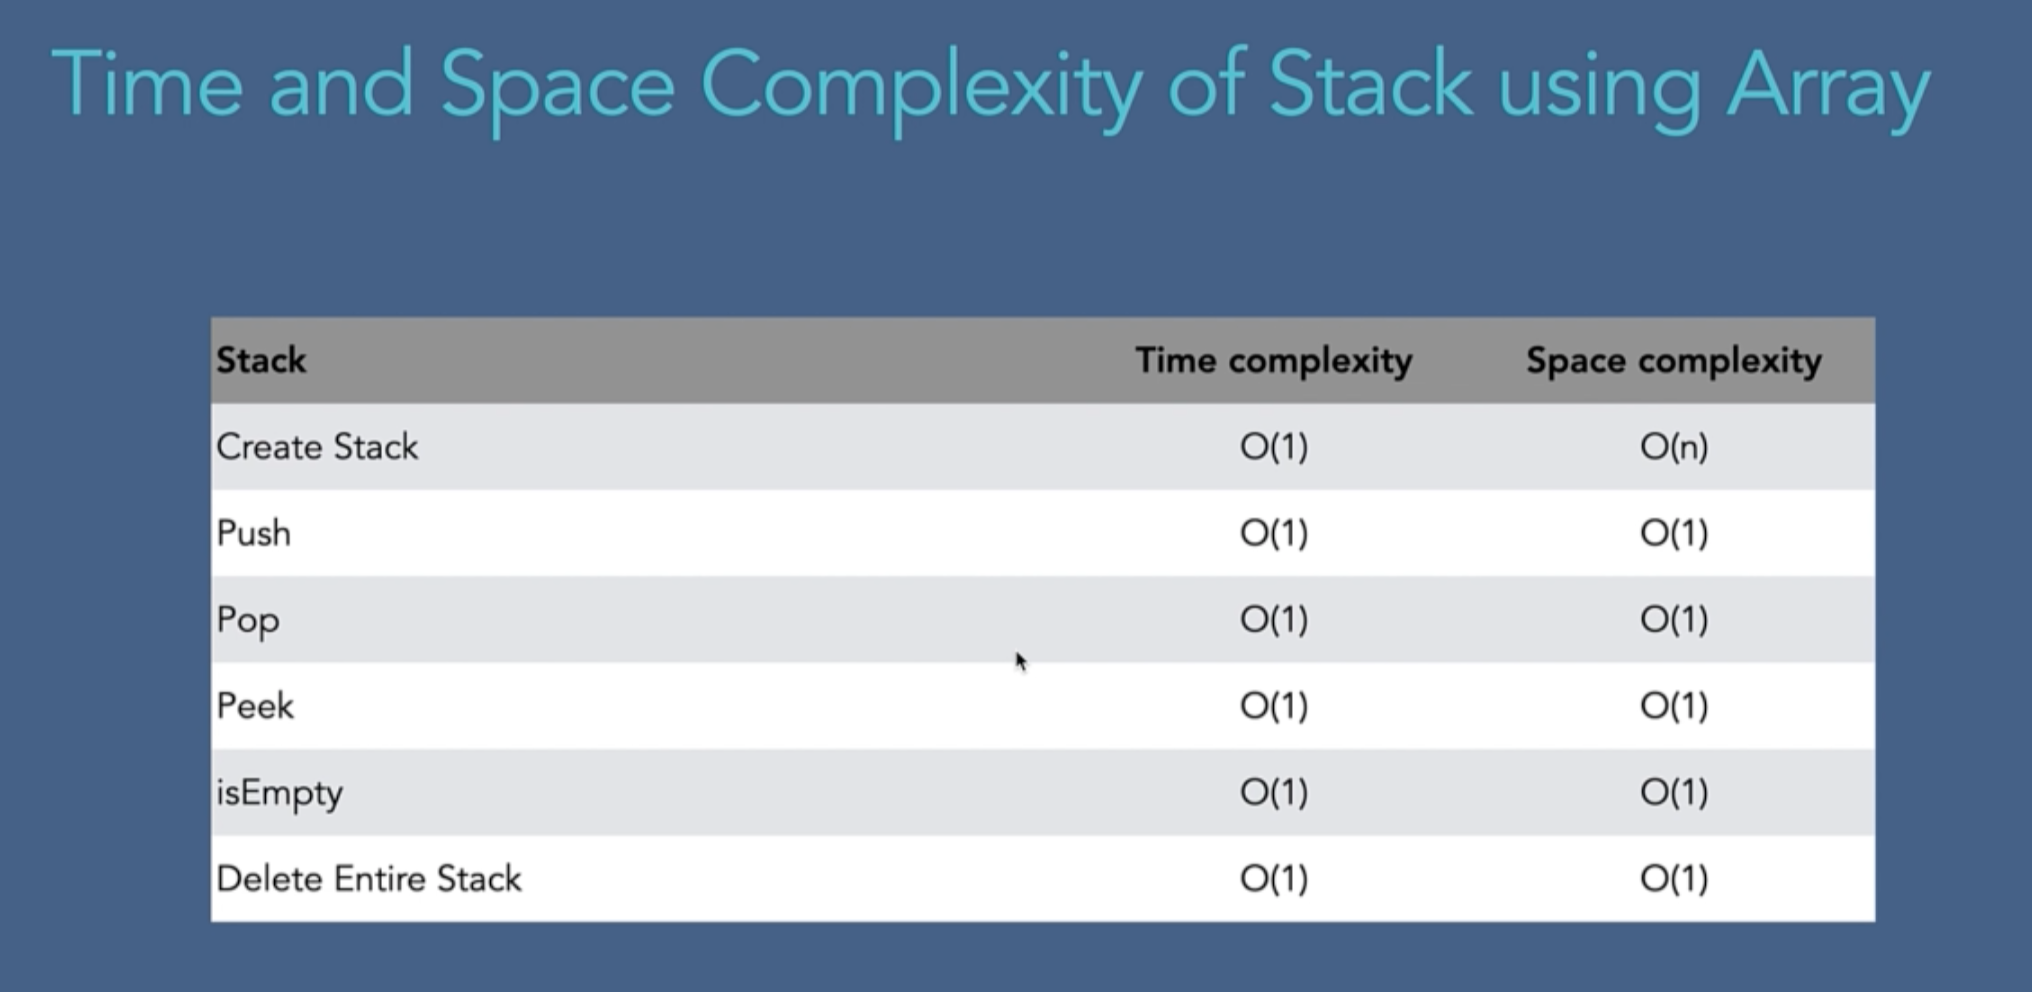 Time and Space Complexity of Stack using Array
Stack Time complexity Space complexity
Create Stack O(1) O(n)
Push O(1) O(1)
Pop O(1) O(1)
Peek O(1) O(1)
isEmpty O(1) O(1)
Delete Entire Stack O(1) O(1)